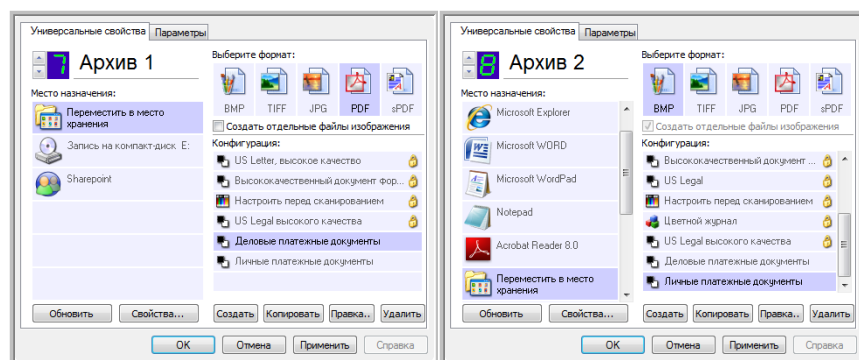 Универсальные свойства Параметры
7 Архив 1
Место назначения:
Переместить в место
хранения
Запись на компакт-диск E:
Sharepoint
Выберите формат:
BMP TIFF JPG PDF sPDF
Создать отдельные файлы изображения
Конфигурация:
US Letter, высокое качество
Высококачественный документ фор...
Настроить перед сканированием
US Legal высокого качества
Деловые платежные документы
Личные платежные документы
Обновить Свойства... Создать Копировать Правка.. Удалить
OK Отмена Применить Справка
Универсальные свойства Параметры
8 Архив 2
Место назначения:
Microsoft Explorer
Microsoft WORD
Microsoft WordPad
Notepad
Acrobat Reader 8.0
Переместить в место
хранения
Выберите формат:
BMP TIFF JPG PDF sPDF
Создать отдельные файлы изображения
Конфигурация:
Высококачественный документ ...
US Legal
Настроить перед сканированием
Цветной журнал
US Legal высокого качества
Деловые платежные документы
Личные платежные документы
Обновить Свойства... Создать Копировать Правка.. Удалить
OK Отмена Применить Справка